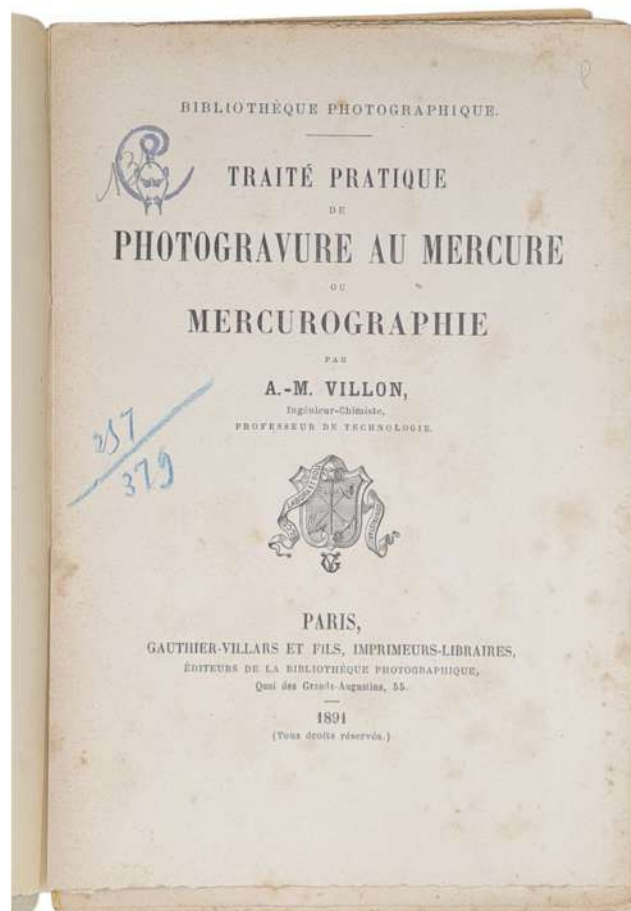 BIBLIOTHÈQUE PHOTOGRAPHIQUE.
TRAITÉ PRATIQUE
DE
PHOTOGRAVURE AU MERCURE
OU
MERCUROGRAPHIE
PAR
A.-M. VILLON,
Ingénieur-Chimiste,
PROFESSEUR DE TECHNOLOGIE.
257
379
PARIS,
GAUTHIER-VILLARS ET FILS, IMPRIMEURS-LIBRAIRES,
ÉDITEURS DE LA BIBLIOTHÈQUE PHOTOGRAPHIQUE,
Quai des Grands-Augustins, 55.
1891
(Tous droits réservés.)